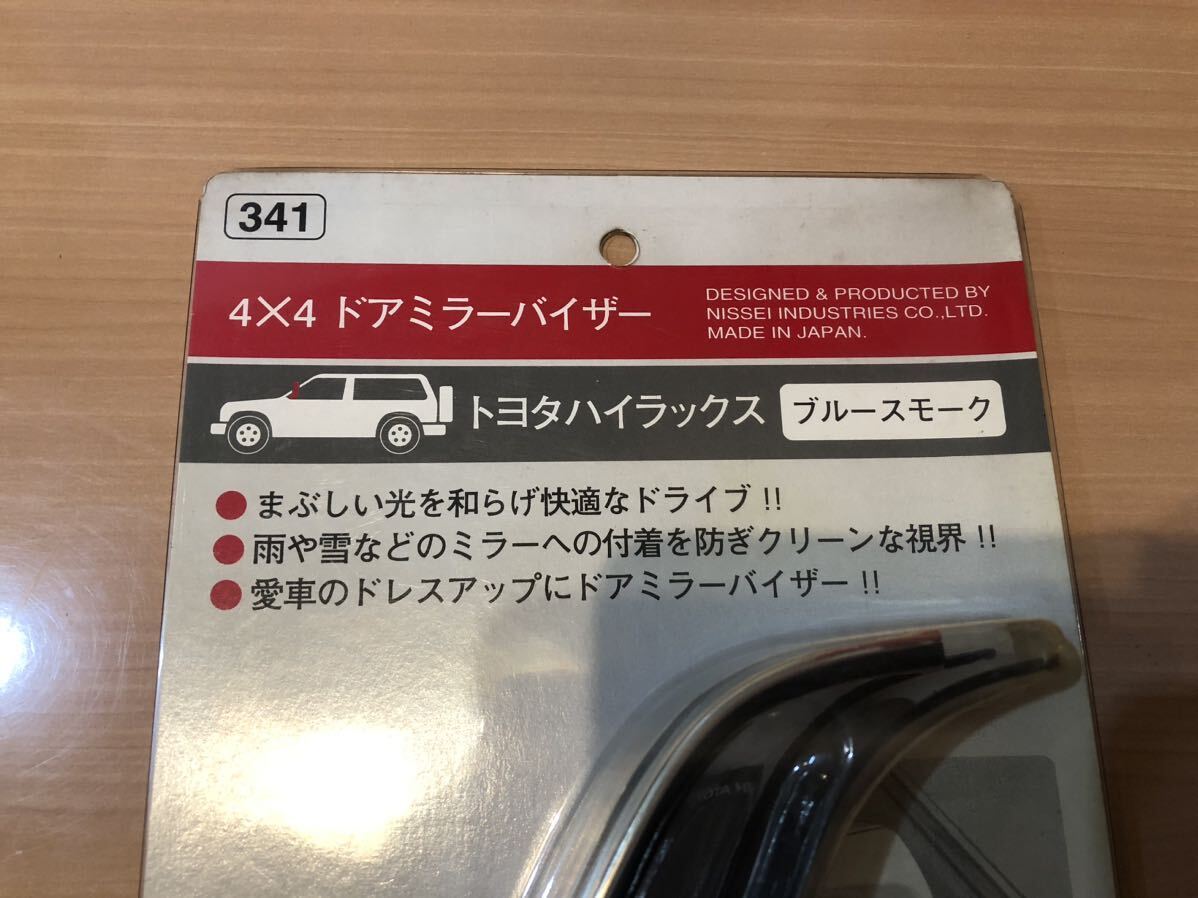 341
4×4 ドアミラーバイザー
DESIGNED & PRODUCTED BY
NISSEI INDUSTRIES CO.,LTD.
MADE IN JAPAN.
トヨタハイラックス ブルースモーク
●まぶしい光を和らげ快適なドライブ!!
●雨や雪などのミラーへの付着を防ぎクリーンな視界!!
●愛車のドレスアップにドアミラーバイザー!!